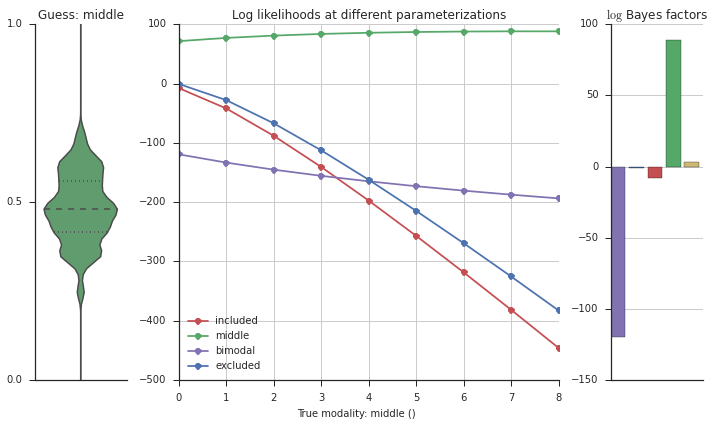 Guess: middle
1.0
0.5
0.0
Log likelihoods at different parameterizations
100
0
−100
−200
−300
−400
−500
included
middle
bimodal
excluded
0 1 2 3 4 5 6 7 8
True modality: middle ()
log Bayes factors
100
50
0
−50
−100
−150